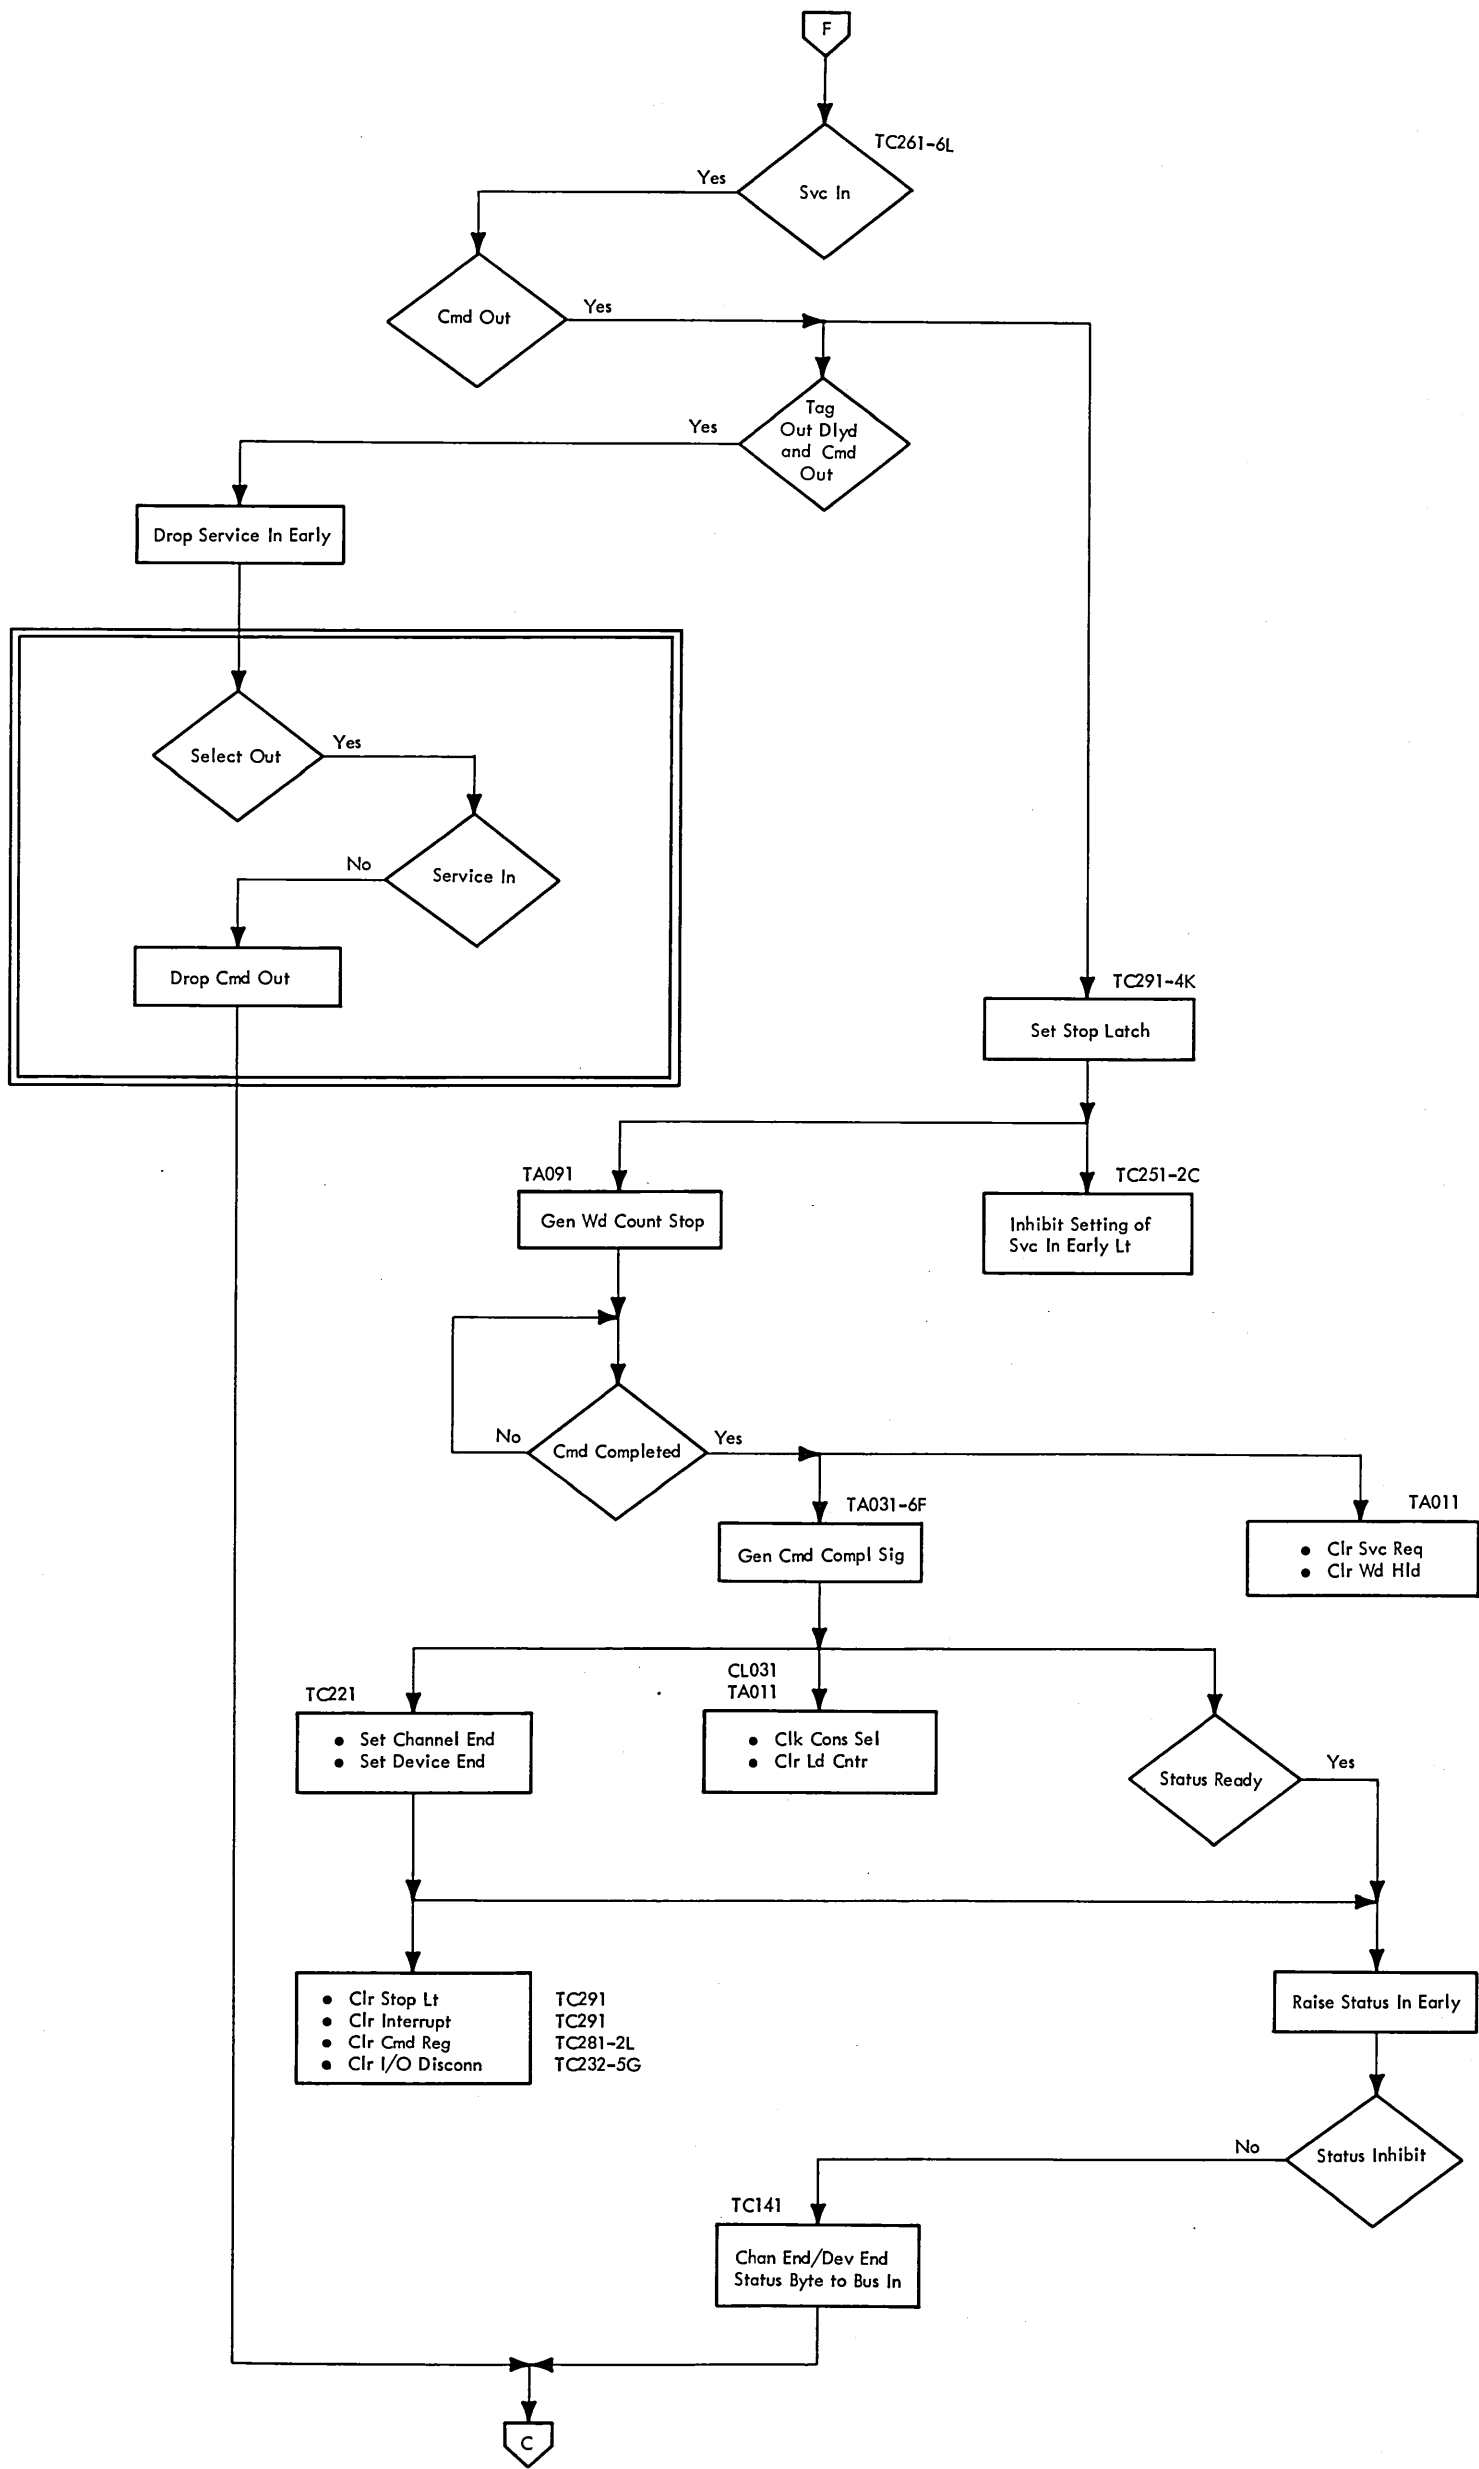 F
TC261-6L
Yes
Svc In
Cmd Out
Yes
Tag
Out Dlyd
and Cmd
Out
Yes
Drop Service In Early
Select Out
Yes
No
Service In
Drop Cmd Out
TC291-4K
Set Stop Latch
TA091
Gen Wd Count Stop
TC251-2C
Inhibit Setting of
Svc In Early Lt
No
Cmd Completed
Yes
TA031-6F
Gen Cmd Compl Sig
TA011
• Clr Svc Req
• Clr Wd Hld
TC221
• Set Channel End
• Set Device End
CL031
TA011
• Clk Cons Sel
• Clr Ld Cntr
Status Ready
Yes
• Clr Stop Lt TC291
• Clr Interrupt TC291
• Clr Cmd Reg TC281-2L
• Clr I/O Disconn TC232-5G
Raise Status In Early
No
Status Inhibit
TC141
Chan End/Dev End
Status Byte to Bus In
C